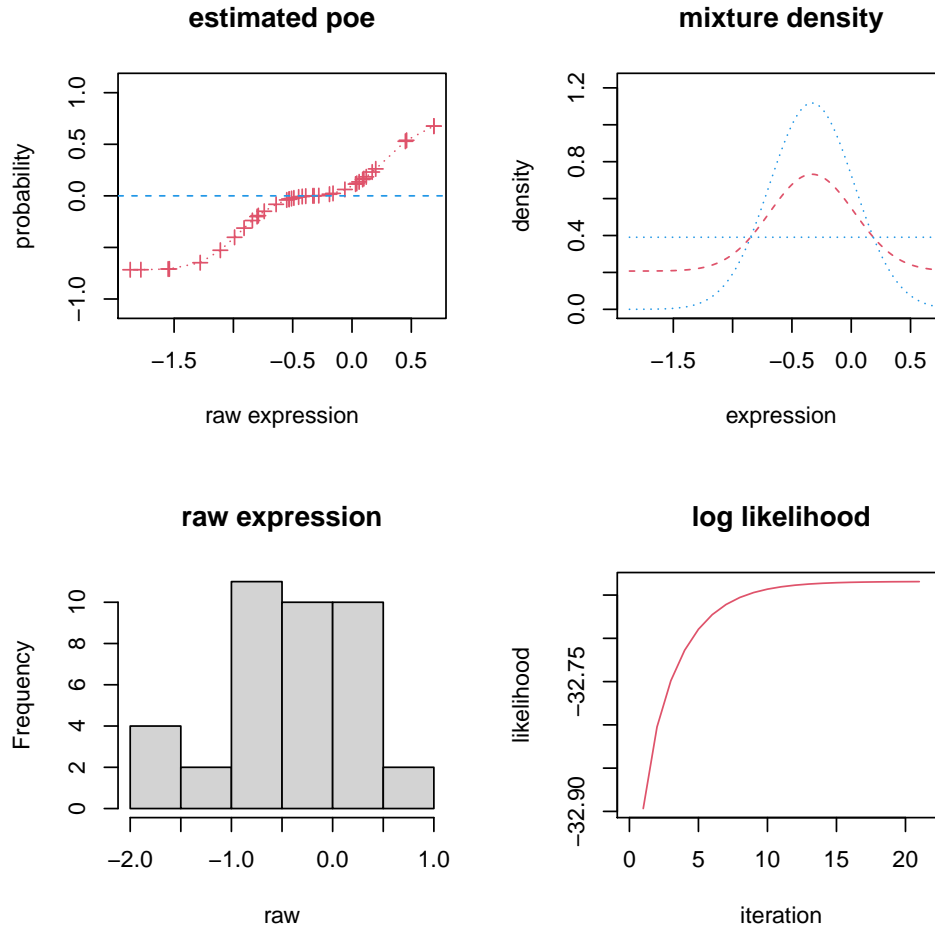 estimated poe
probability
1.0
0.5
0.0
−1.0
−1.5
−0.5
0.0
0.5
raw expression
mixture density
density
1.2
0.8
0.4
0.0
−1.5
−0.5
0.0
expression
raw expression
Frequency
10
8
6
4
2
0
−2.0
−1.0
0.0
1.0
raw
log likelihood
likelihood
−32.75
−32.90
0
5
10
15
20
iteration